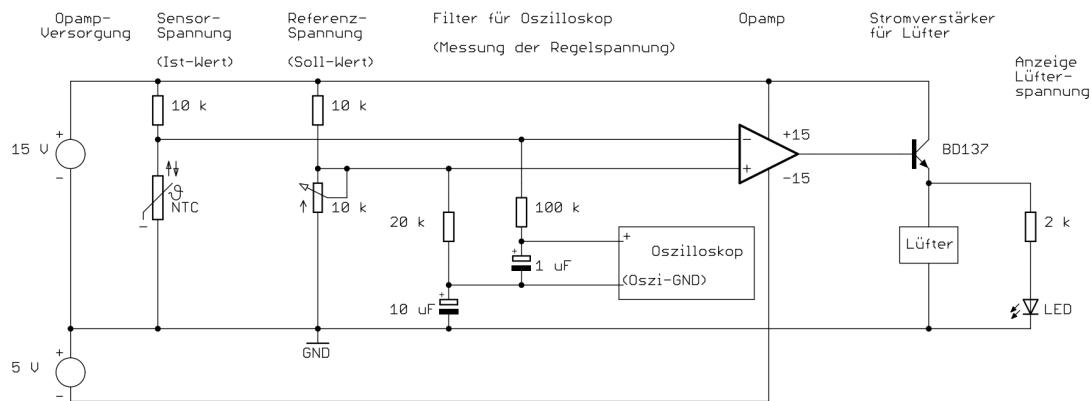 Opamp-
Versorgung
Sensor-
Spannung
(Ist-Wert)
Referenz-
Spannung
(Soll-Wert)
Filter für Oszilloskop
(Messung der Regelspannung)
Opamp
Stromverstärker
für Lüfter
Anzeige
Lüfter-
spannung
10 k
10 k
+
15 V
−
−
+
+15
−15
BD137
ϑ
NTC
−
10 k
20 k
100 k
2 k
+
Oszilloskop
(Oszi-GND)
Lüfter
+
1 uF
+
10 uF
LED
GND
+
5 V
−